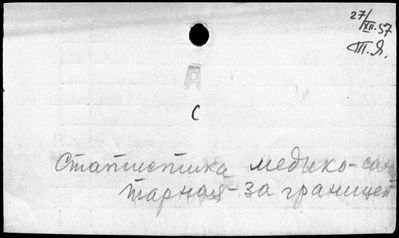 27/XII-57
Т.Я.
С
Статистика медико-сани
тарная-за границей